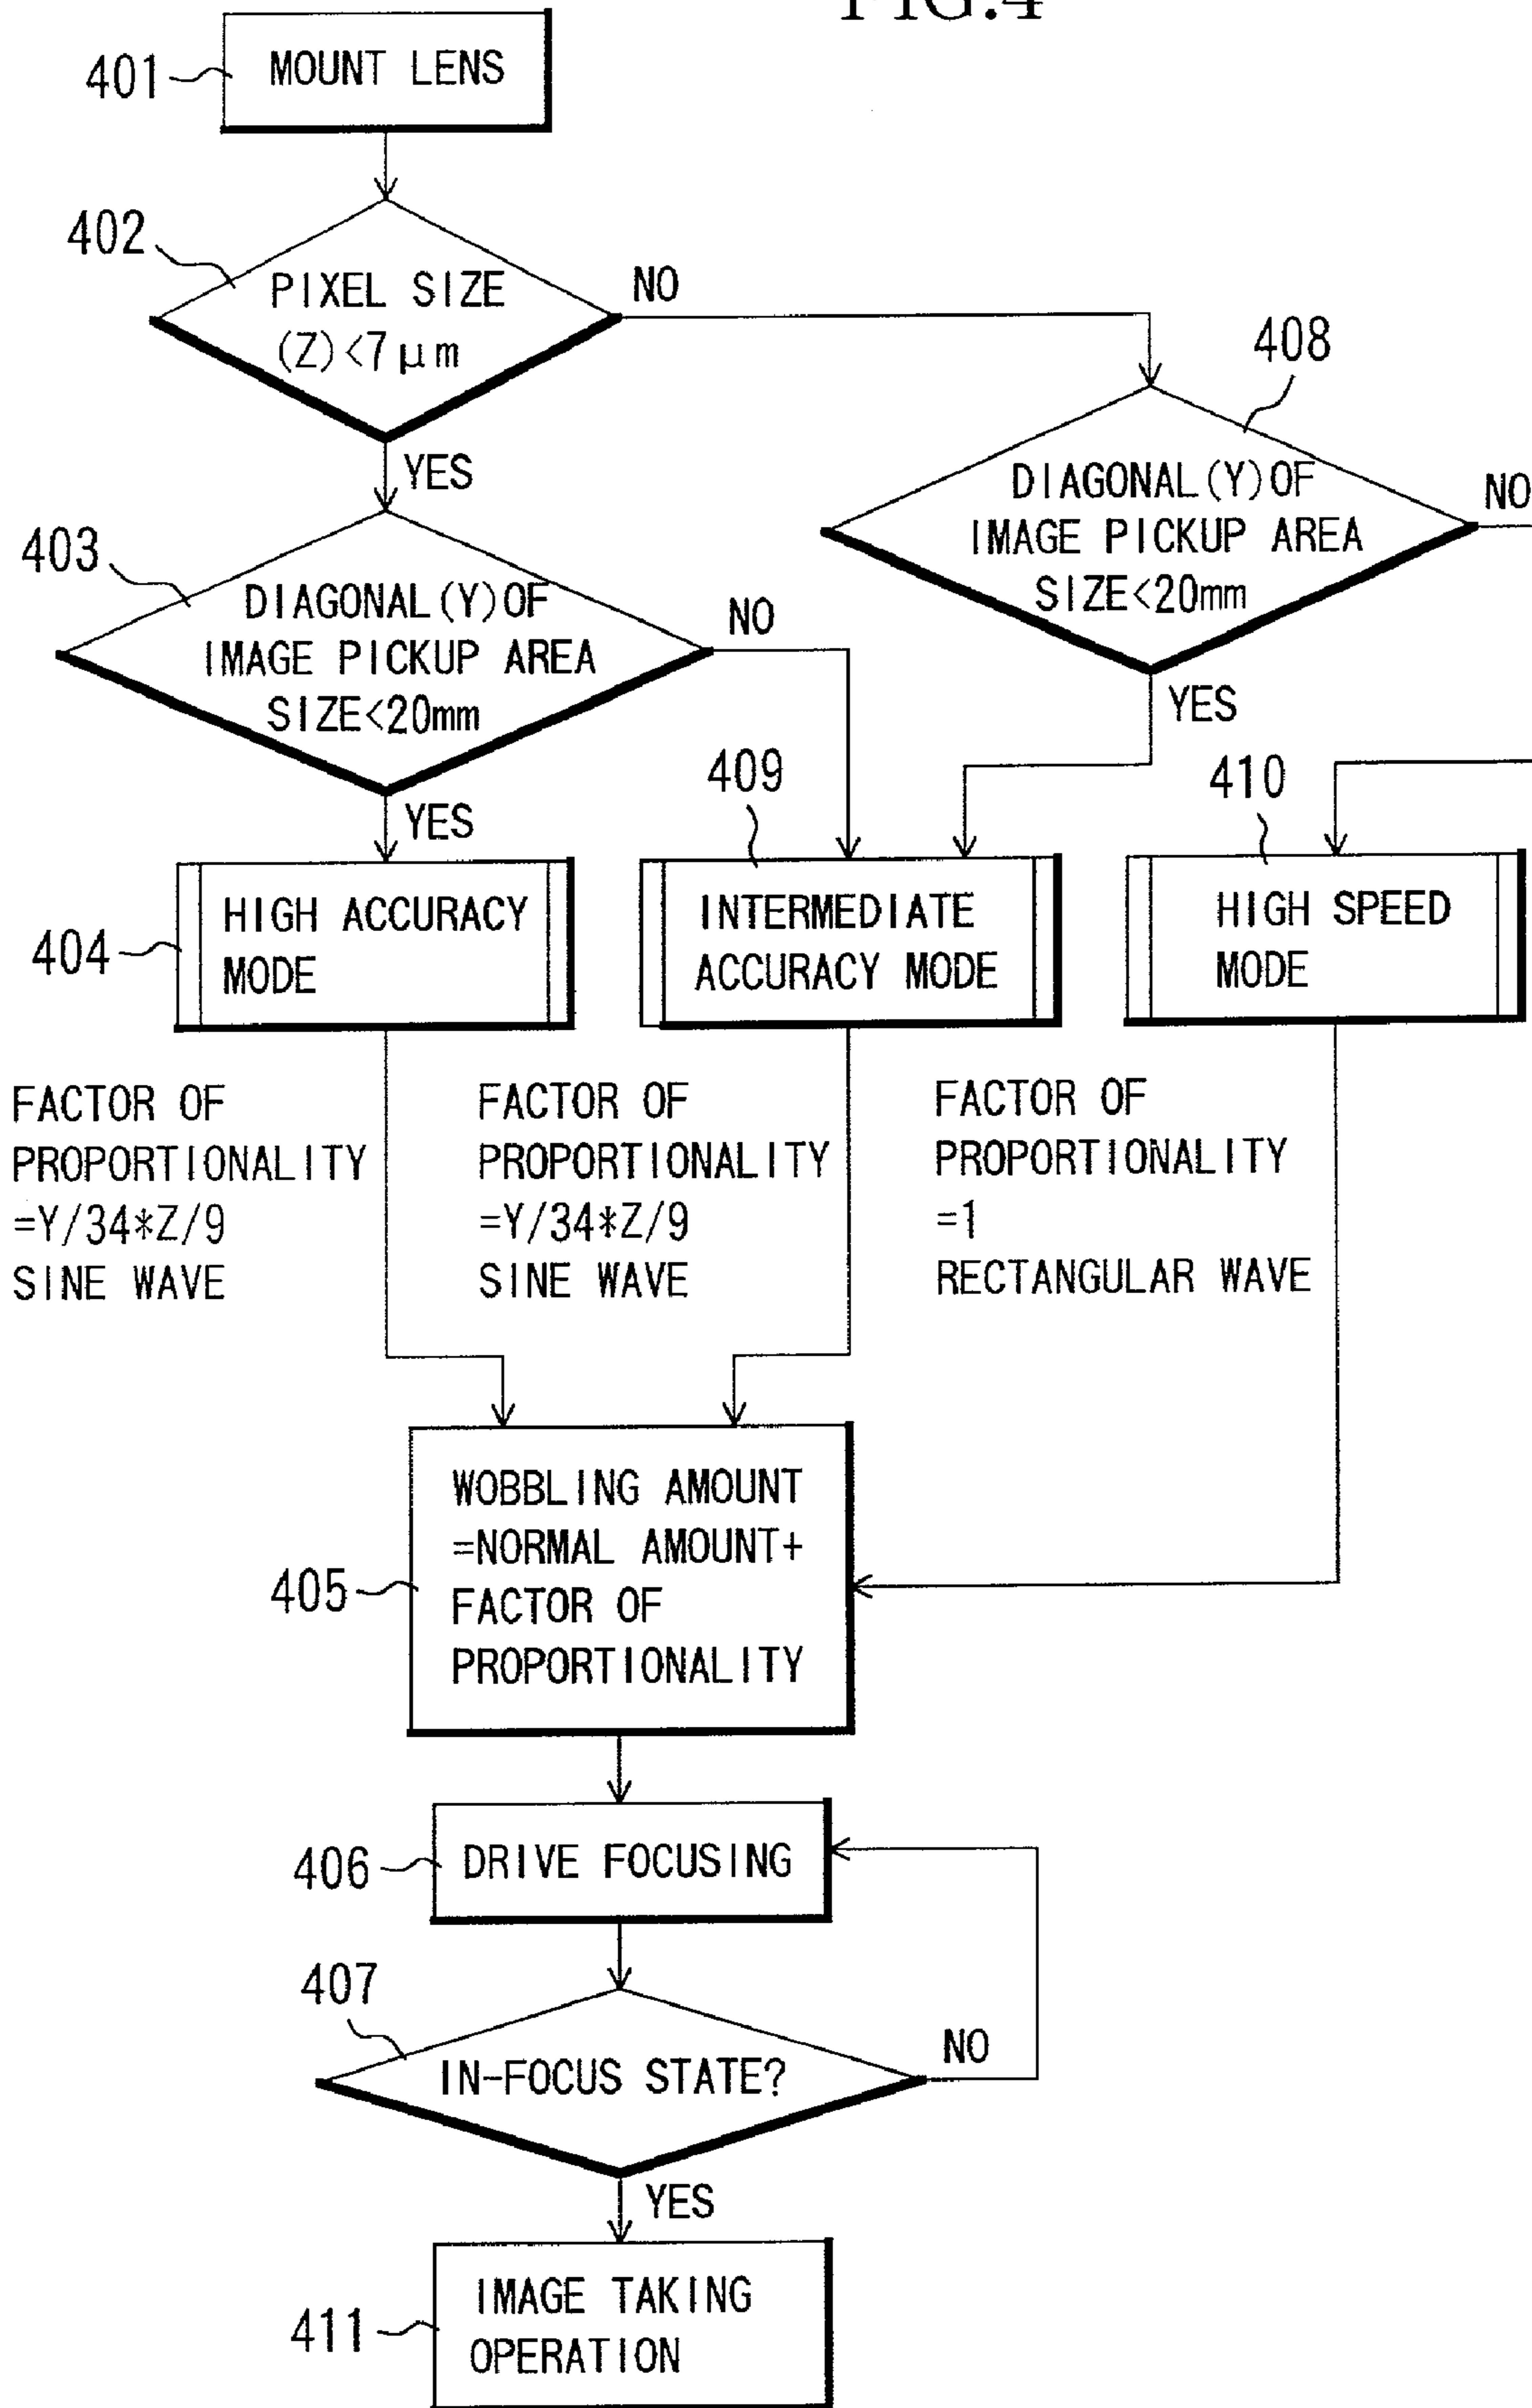 FIG.4
401
MOUNT LENS
402
PIXEL SIZE
(Z)<7μm
NO
YES
408
DIAGONAL(Y)OF
IMAGE PICKUP AREA
SIZE<20mm
NO
YES
403
DIAGONAL(Y)OF
IMAGE PICKUP AREA
SIZE<20mm
NO
YES
404
HIGH ACCURACY
MODE
409
INTERMEDIATE
ACCURACY MODE
410
HIGH SPEED
MODE
FACTOR OF
PROPORTIONALITY
=Y/34*Z/9
SINE WAVE
FACTOR OF
PROPORTIONALITY
=Y/34*Z/9
SINE WAVE
FACTOR OF
PROPORTIONALITY
=1
RECTANGULAR WAVE
405
WOBBLING AMOUNT
=NORMAL AMOUNT+
FACTOR OF
PROPORTIONALITY
406
DRIVE FOCUSING
407
IN-FOCUS STATE?
NO
YES
411
IMAGE TAKING
OPERATION